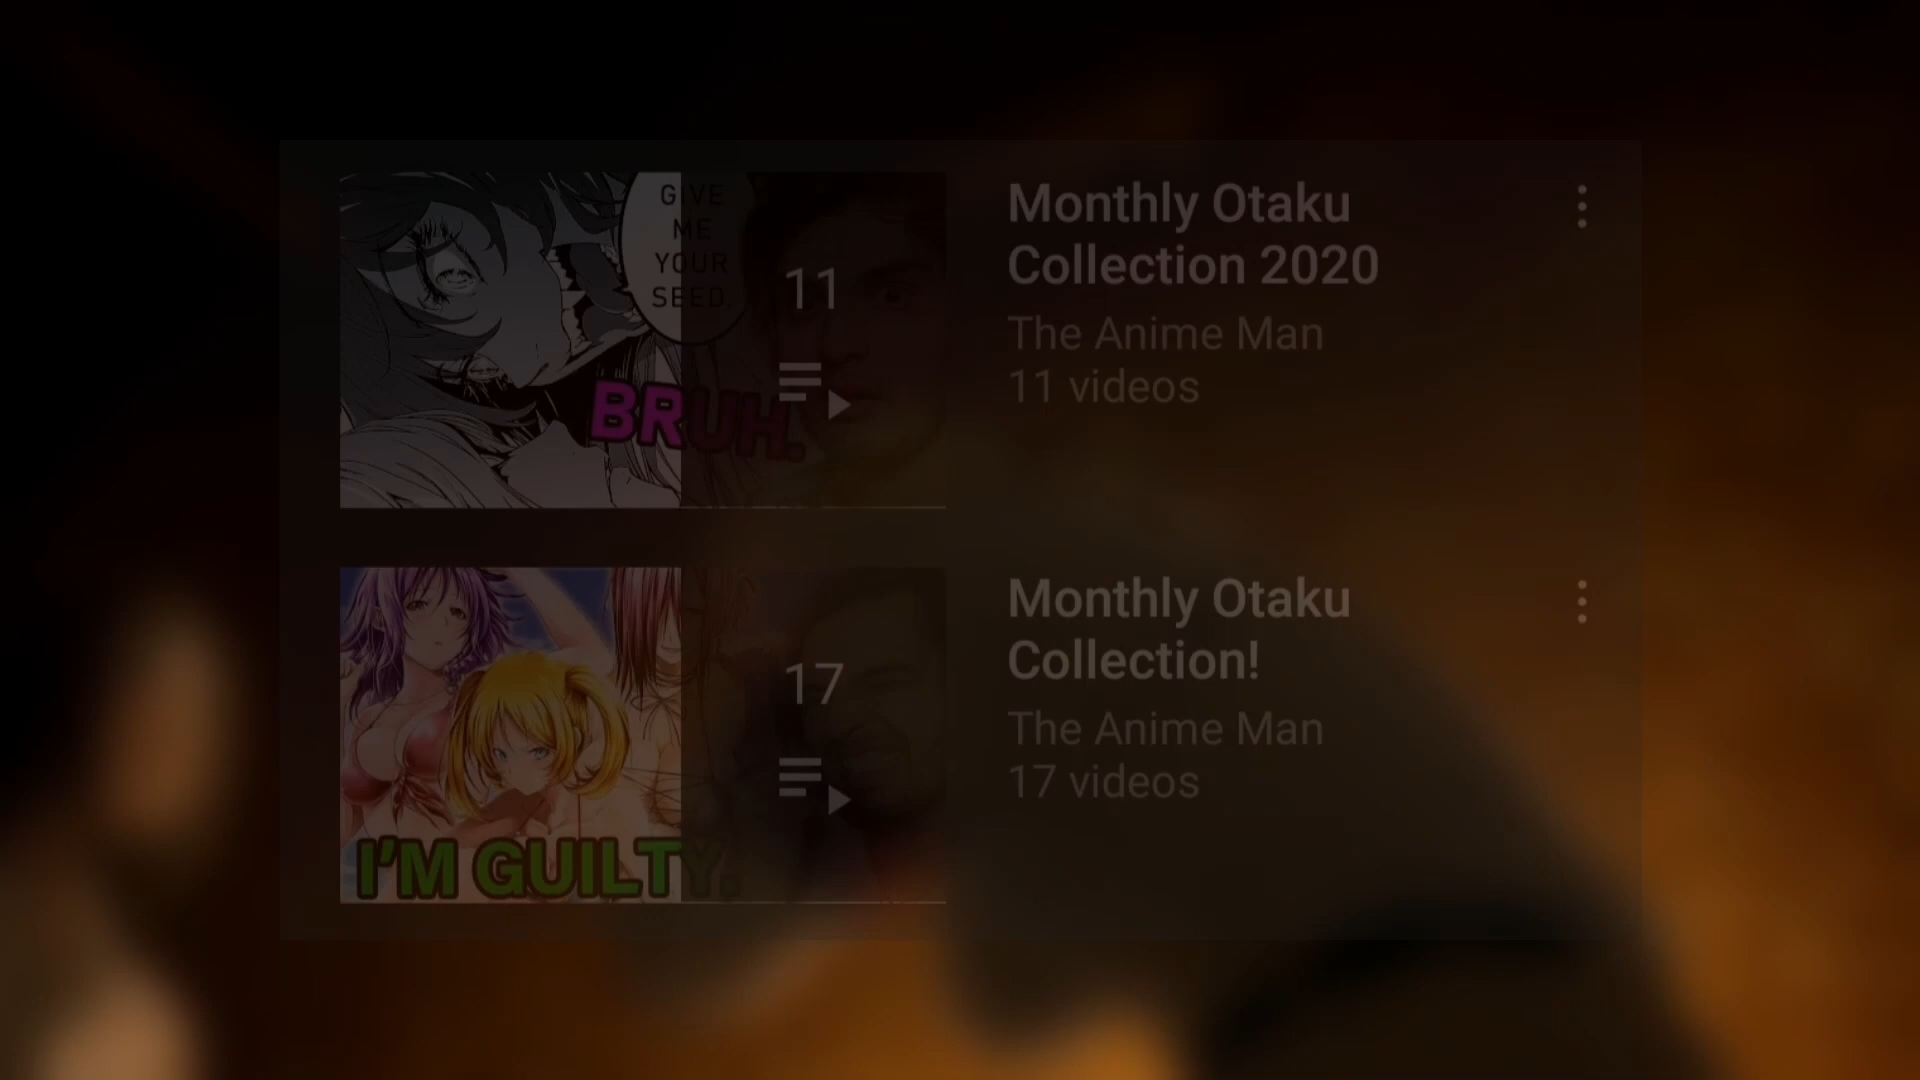 GIVE
ME
YOUR
SEED.
BRUH.
11
Monthly Otaku
Collection 2020
The Anime Man
11 videos
I'M GUILTY.
17
Monthly Otaku
Collection!
The Anime Man
17 videos